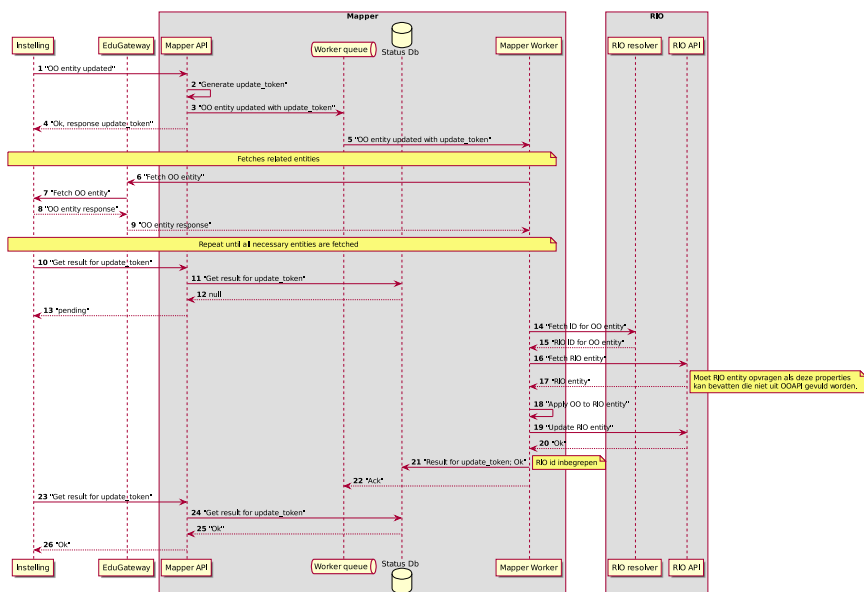 Mapper
RIO
Instelling
EduGateway
Mapper API
Worker queue
Status Db
Mapper Worker
RIO resolver
RIO API
1 "OO entity updated"
2 "Generate update_token"
3 "OO entity updated with update_token"
4 "Ok, response update_token"
5 "OO entity updated with update_token"
Fetches related entities
6 "Fetch OO entity"
7 "Fetch OO entity"
8 "OO entity response"
9 "OO entity response"
Repeat until all necessary entities are fetched
10 "Get result for update_token"
11 "Get result for update_token"
12 null
13 "pending"
14 "Fetch ID for OO entity"
15 "RIO ID for OO entity"
16 "Fetch RIO entity"
Moet RIO entity opvragen als deze properties
kan bevatten die niet uit OOAPI gevuld worden.
17 "RIO entity"
18 "Apply OO to RIO entity"
19 "Update RIO entity"
20 "Ok"
21 "Result for update_token; Ok"
RIO id inbegrepen
22 "Ack"
23 "Get result for update_token"
24 "Get result for update_token"
25 "Ok"
26 "Ok"
Instelling
EduGateway
Mapper API
Worker queue
Status Db
Mapper Worker
RIO resolver
RIO API